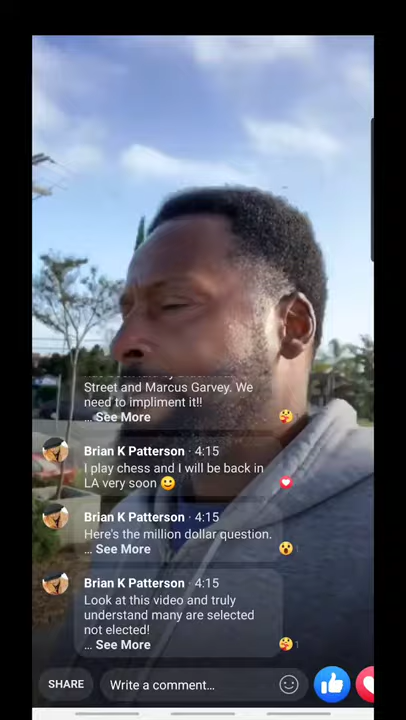 Street and Marcus Garvey. We
need to impliment it!!
... See More
Brian K Patterson · 4:15
I play chess and I will be back in
LA very soon 🙂
Brian K Patterson · 4:15
Here's the million dollar question.
... See More
1
Brian K Patterson · 4:15
Look at this video and truly
understand many are selected
not elected!
... See More
1
SHARE
Write a comment...